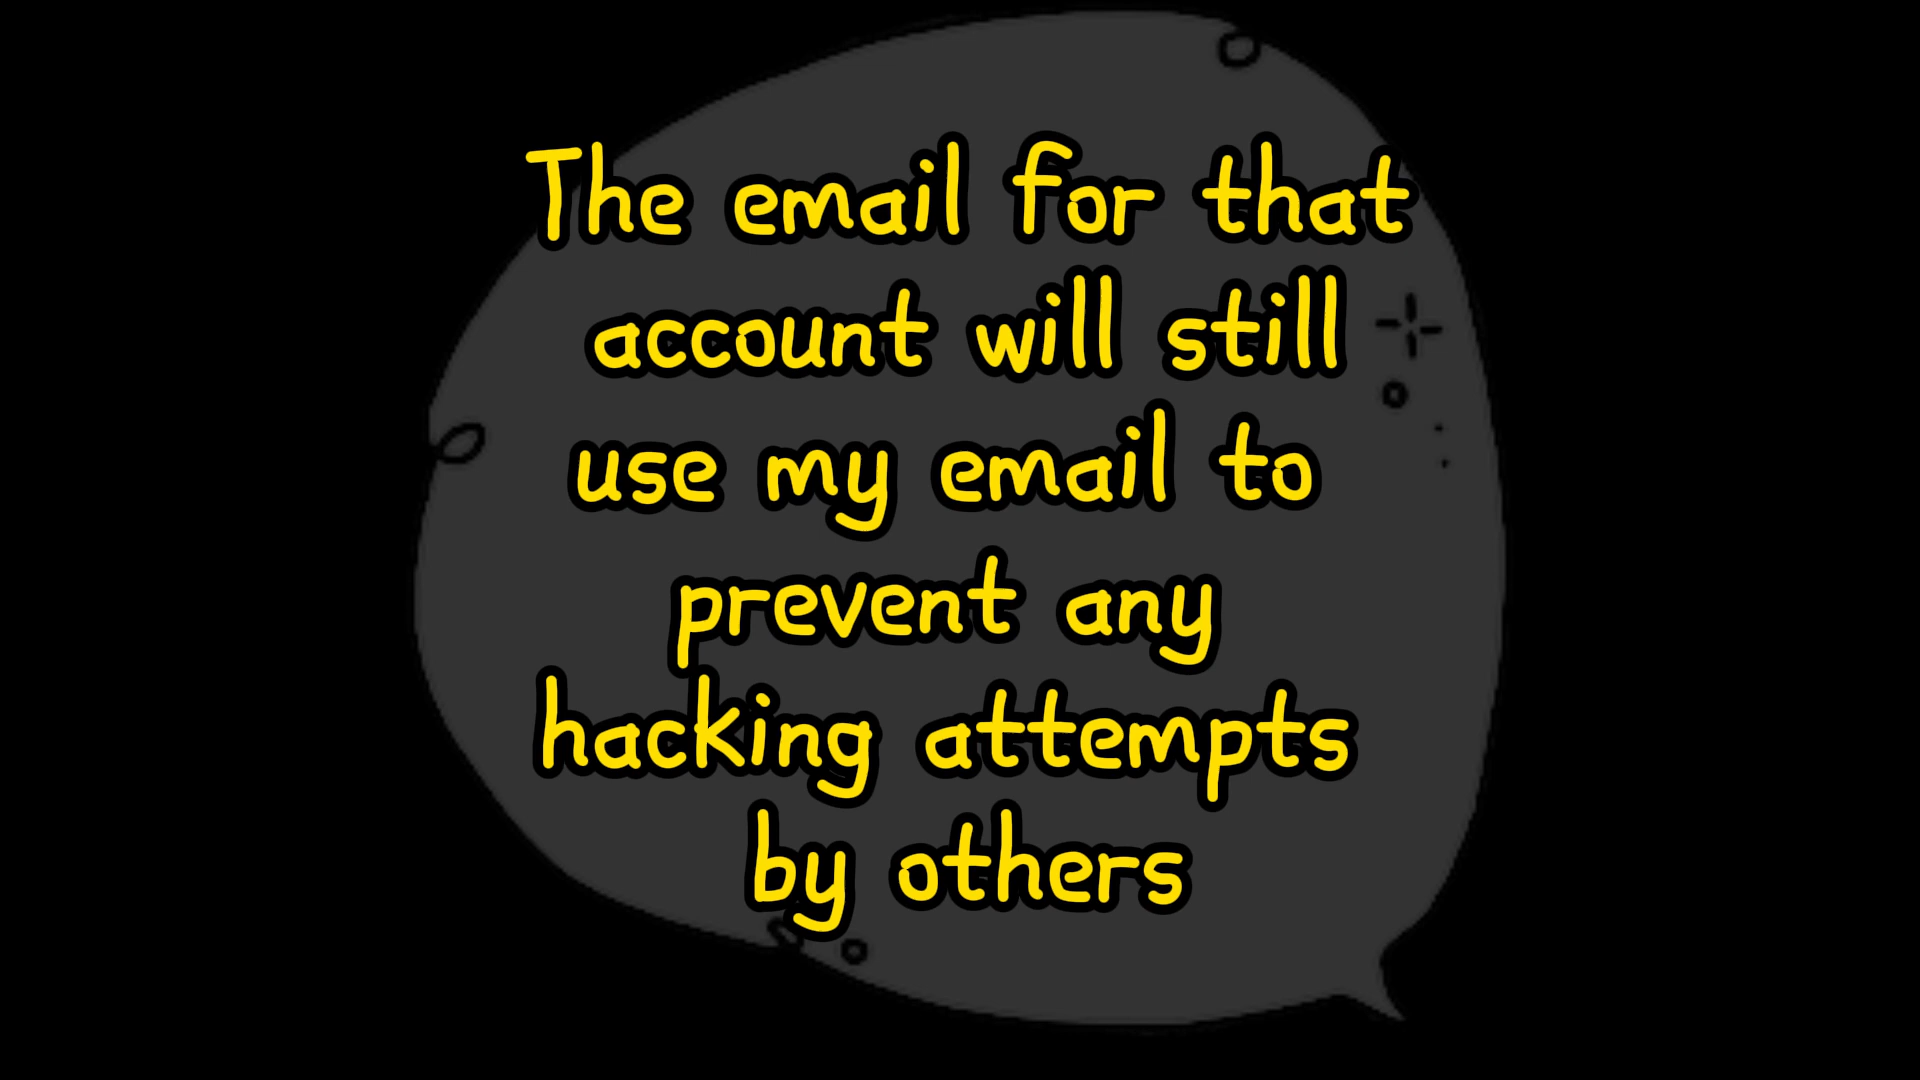 The email for that
account will still
use my email to
prevent any
hacking attempts
by others